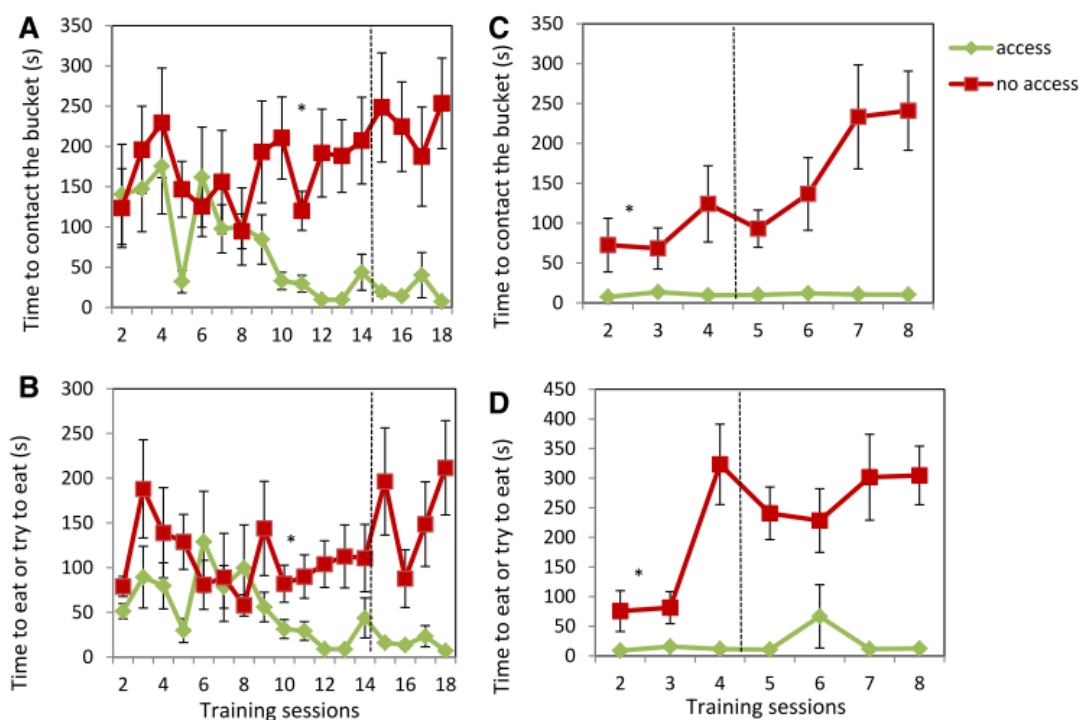 A
Time to contact the bucket (s)
350
300
250
200
150
100
50
0
*
2 4 6 8 10 12 14 16 18
C
Time to contact the bucket (s)
350
300
250
200
150
100
50
0
*
2 3 4 5 6 7 8
access
no access
B
Time to eat or try to eat (s)
300
250
200
150
100
50
0
*
2 4 6 8 10 12 14 16 18
Training sessions
D
Time to eat or try to eat (s)
450
400
350
300
250
200
150
100
50
0
*
2 3 4 5 6 7 8
Training sessions